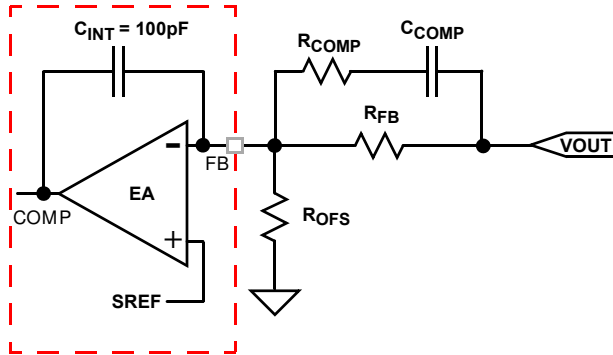 CINT = 100pF
RCOMP
CCOMP
RFB
VOUT
-
FB
EA
COMP
ROFS
+
SREF